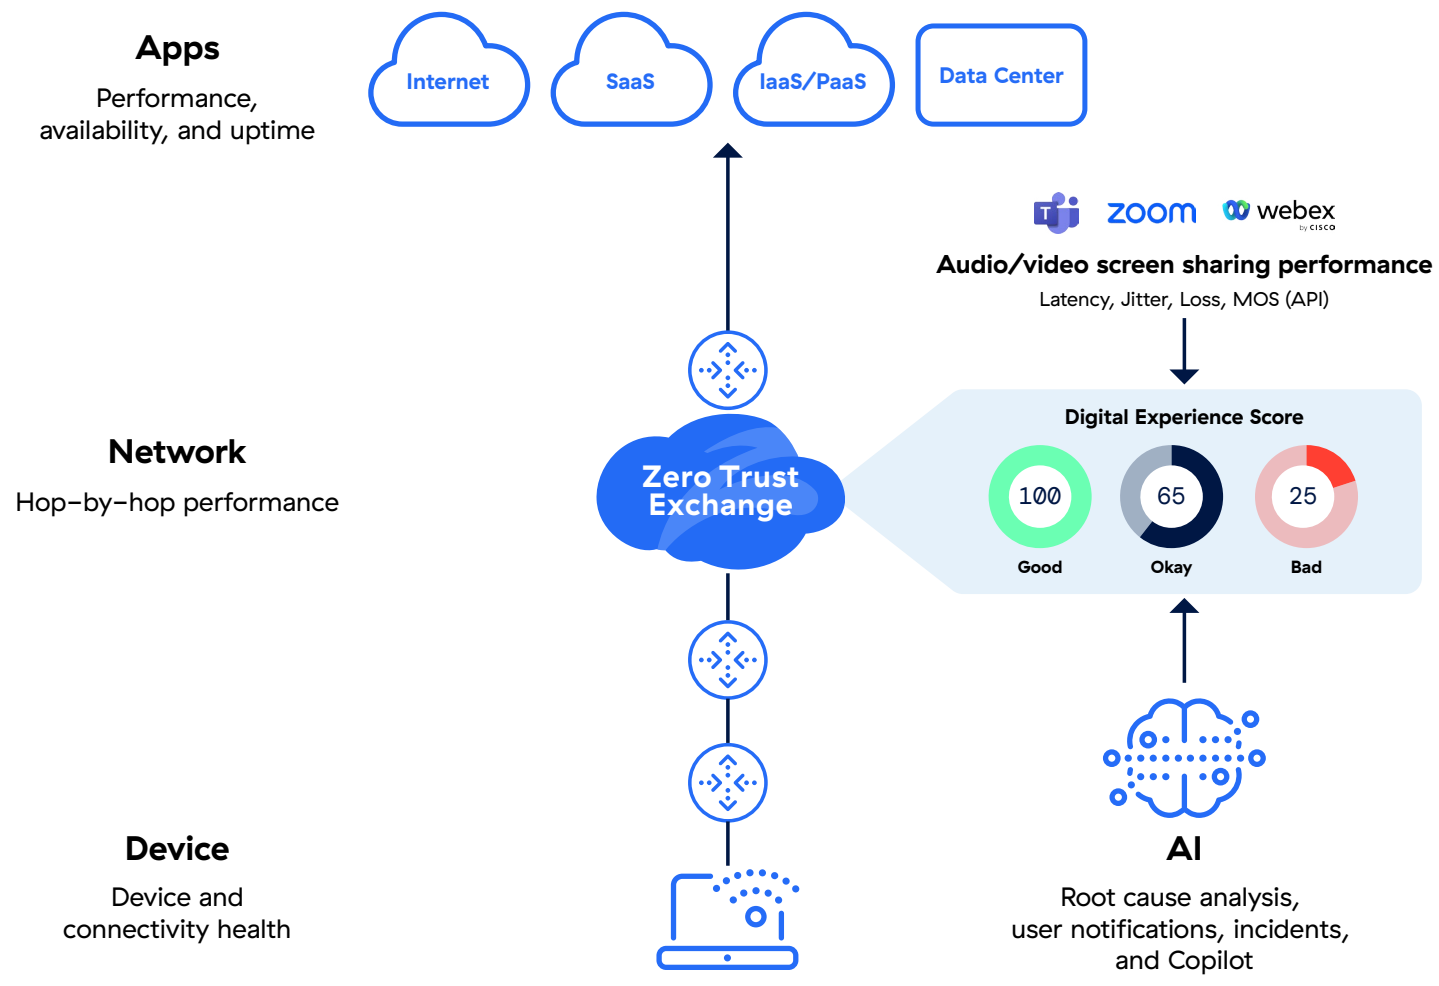 Apps
Performance,
availability, and uptime
Internet
SaaS
IaaS/PaaS
Data Center
T
zoom
webex
by CISCO
Audio/video screen sharing performance
Latency, Jitter, Loss, MOS (API)
Network
Hop-by-hop performance
Zero Trust
Exchange
Digital Experience Score
100
65
25
Good
Okay
Bad
Device
Device and
connectivity health
AI
Root cause analysis,
user notifications, incidents,
and Copilot